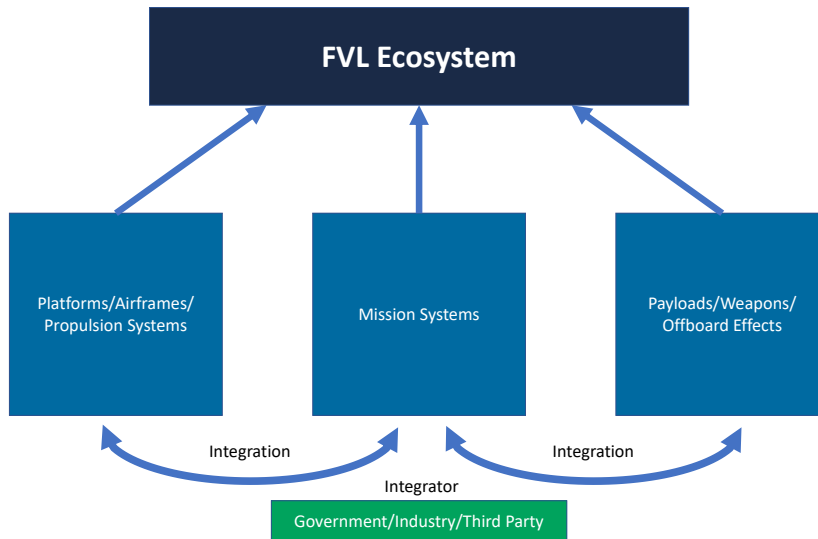 FVL Ecosystem
Platforms/Airframes/
Propulsion Systems
Mission Systems
Payloads/Weapons/
Offboard Effects
Integration
Integration
Integrator
Government/Industry/Third Party